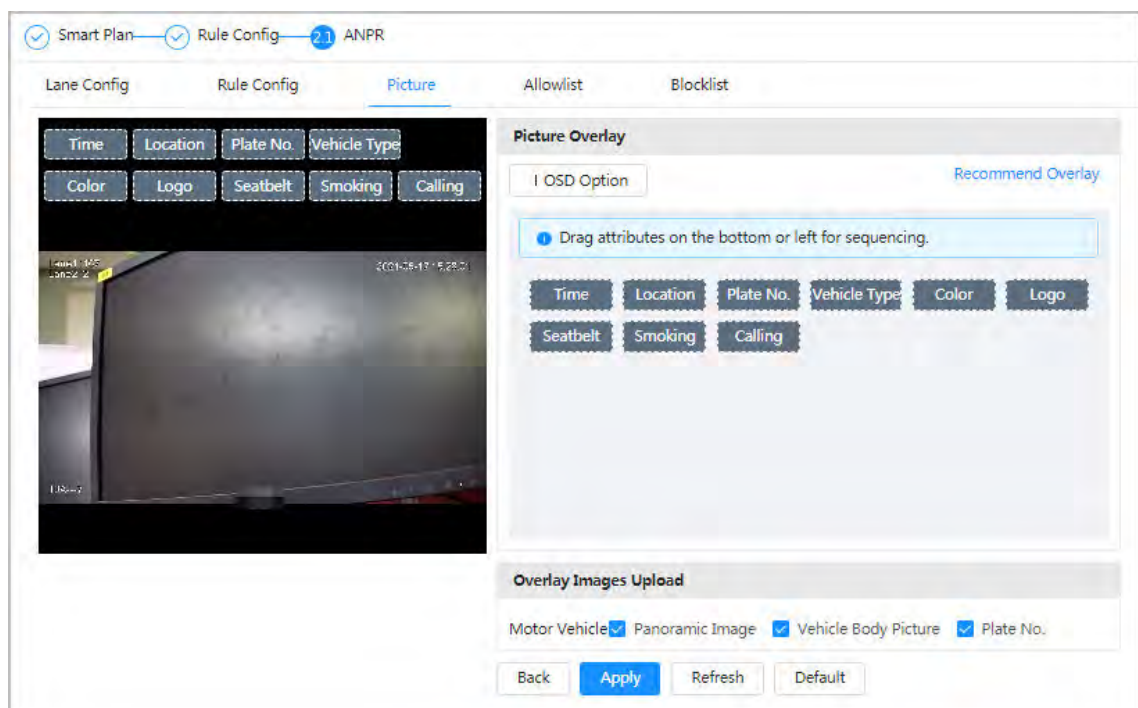 Smart Plan Rule Config 2.1 ANPR
Lane Config Rule Config Picture Allowlist Blocklist
Time Location Plate No. Vehicle Type
Color Logo Seatbelt Smoking Calling
Picture Overlay
I OSD Option Recommend Overlay
Drag attributes on the bottom or left for sequencing.
Time Location Plate No. Vehicle Type Color Logo
Seatbelt Smoking Calling
Overlay Images Upload
Motor Vehicle Panoramic Image Vehicle Body Picture Plate No.
Back Apply Refresh Default